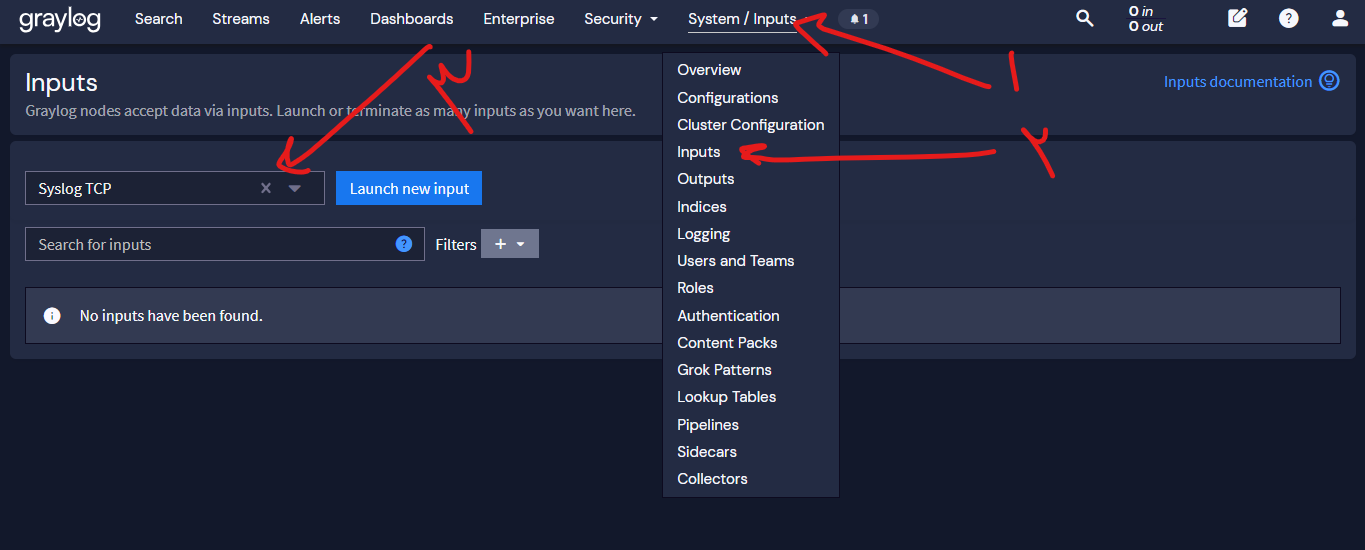 graylog Search Streams Alerts Dashboards Enterprise Security System / Inputs 1 0 in
0 out
Inputs
Graylog nodes accept data via inputs. Launch or terminate as many inputs as you want here.
Inputs documentation
Syslog TCP Launch new input
Search for inputs Filters
No inputs have been found.
Overview
Configurations
Cluster Configuration
Inputs
Outputs
Indices
Logging
Users and Teams
Roles
Authentication
Content Packs
Grok Patterns
Lookup Tables
Pipelines
Sidecars
Collectors
۱
۲
۳